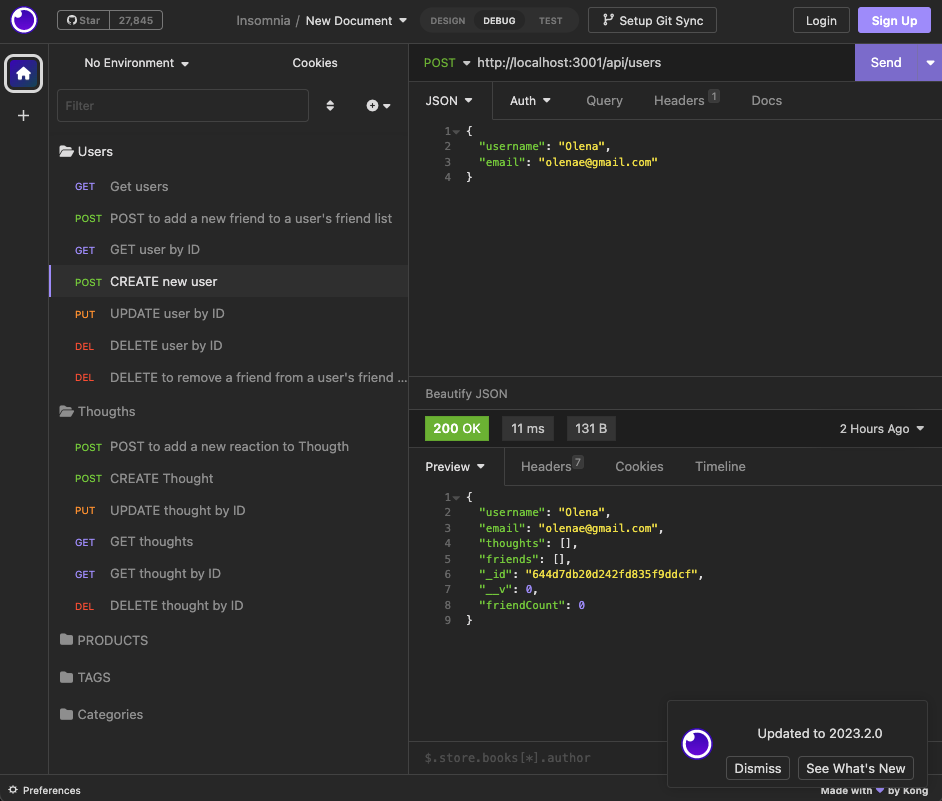 Star 27,845 Insomnia / New Document DESIGN DEBUG TEST Setup Git Sync Login Sign Up
No Environment Cookies
Filter
Users
GET Get users
POST POST to add a new friend to a user's friend list
GET GET user by ID
POST CREATE new user
PUT UPDATE user by ID
DEL DELETE user by ID
DEL DELETE to remove a friend from a user's friend ...
Thougths
POST POST to add a new reaction to Thougth
POST CREATE Thought
PUT UPDATE thought by ID
GET GET thoughts
GET GET thought by ID
DEL DELETE thought by ID
PRODUCTS
TAGS
Categories
POST http://localhost:3001/api/users Send
JSON Auth Query Headers 1 Docs
1 {
2 "username": "Olena",
3 "email": "olenae@gmail.com"
4 }
Beautify JSON
200 OK 11 ms 131 B 2 Hours Ago
Preview Headers 7 Cookies Timeline
1 {
2 "username": "Olena",
3 "email": "olenae@gmail.com",
4 "thoughts": [],
5 "friends": [],
6 "_id": "644d7db20d242fd835f9ddcf",
7 "__v": 0,
8 "friendCount": 0
9 }
$.store.books[*].author
Updated to 2023.2.0
Dismiss See What's New
Preferences Made with by Kong